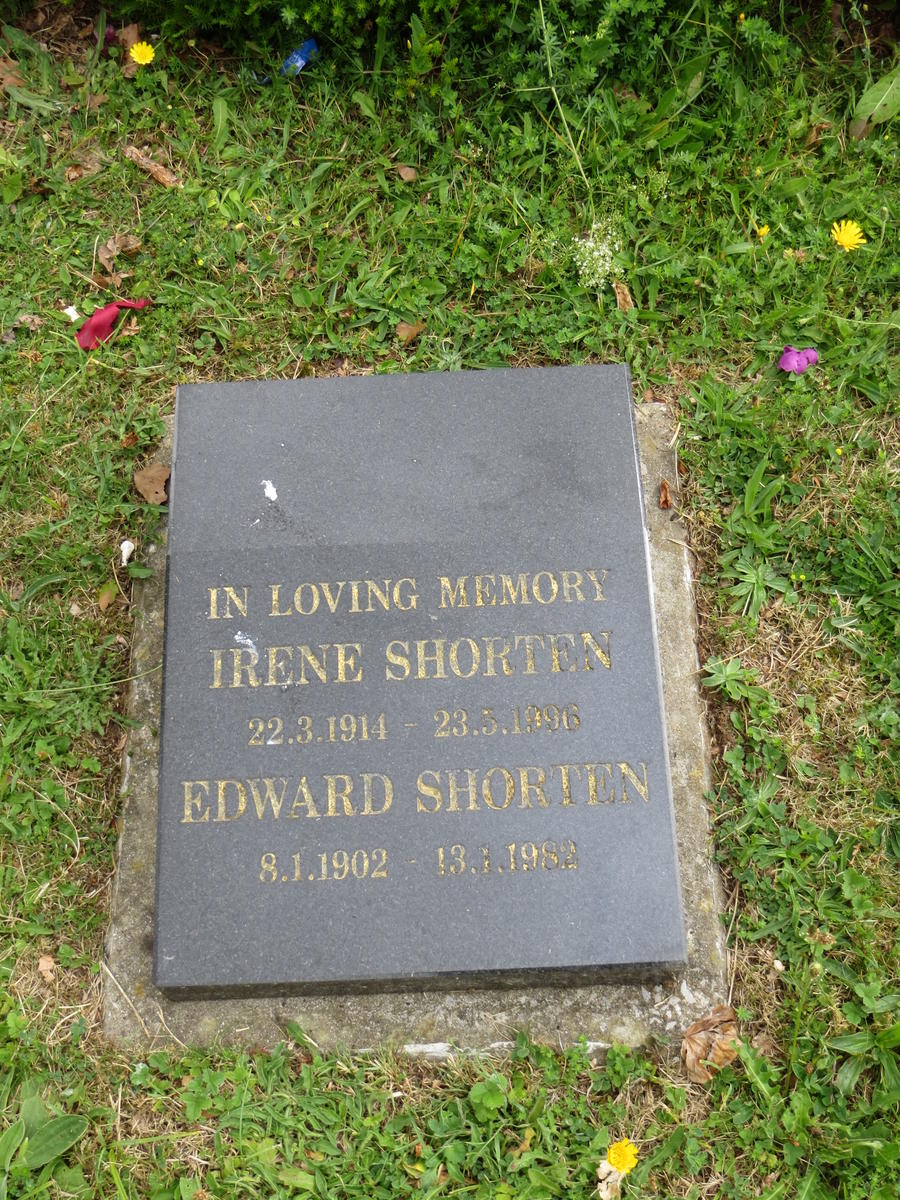 IN LOVING MEMORY
IRENE SHORTEN
22.3.1914 - 23.5.1996
EDWARD SHORTEN
8.1.1902 - 13.1.1982